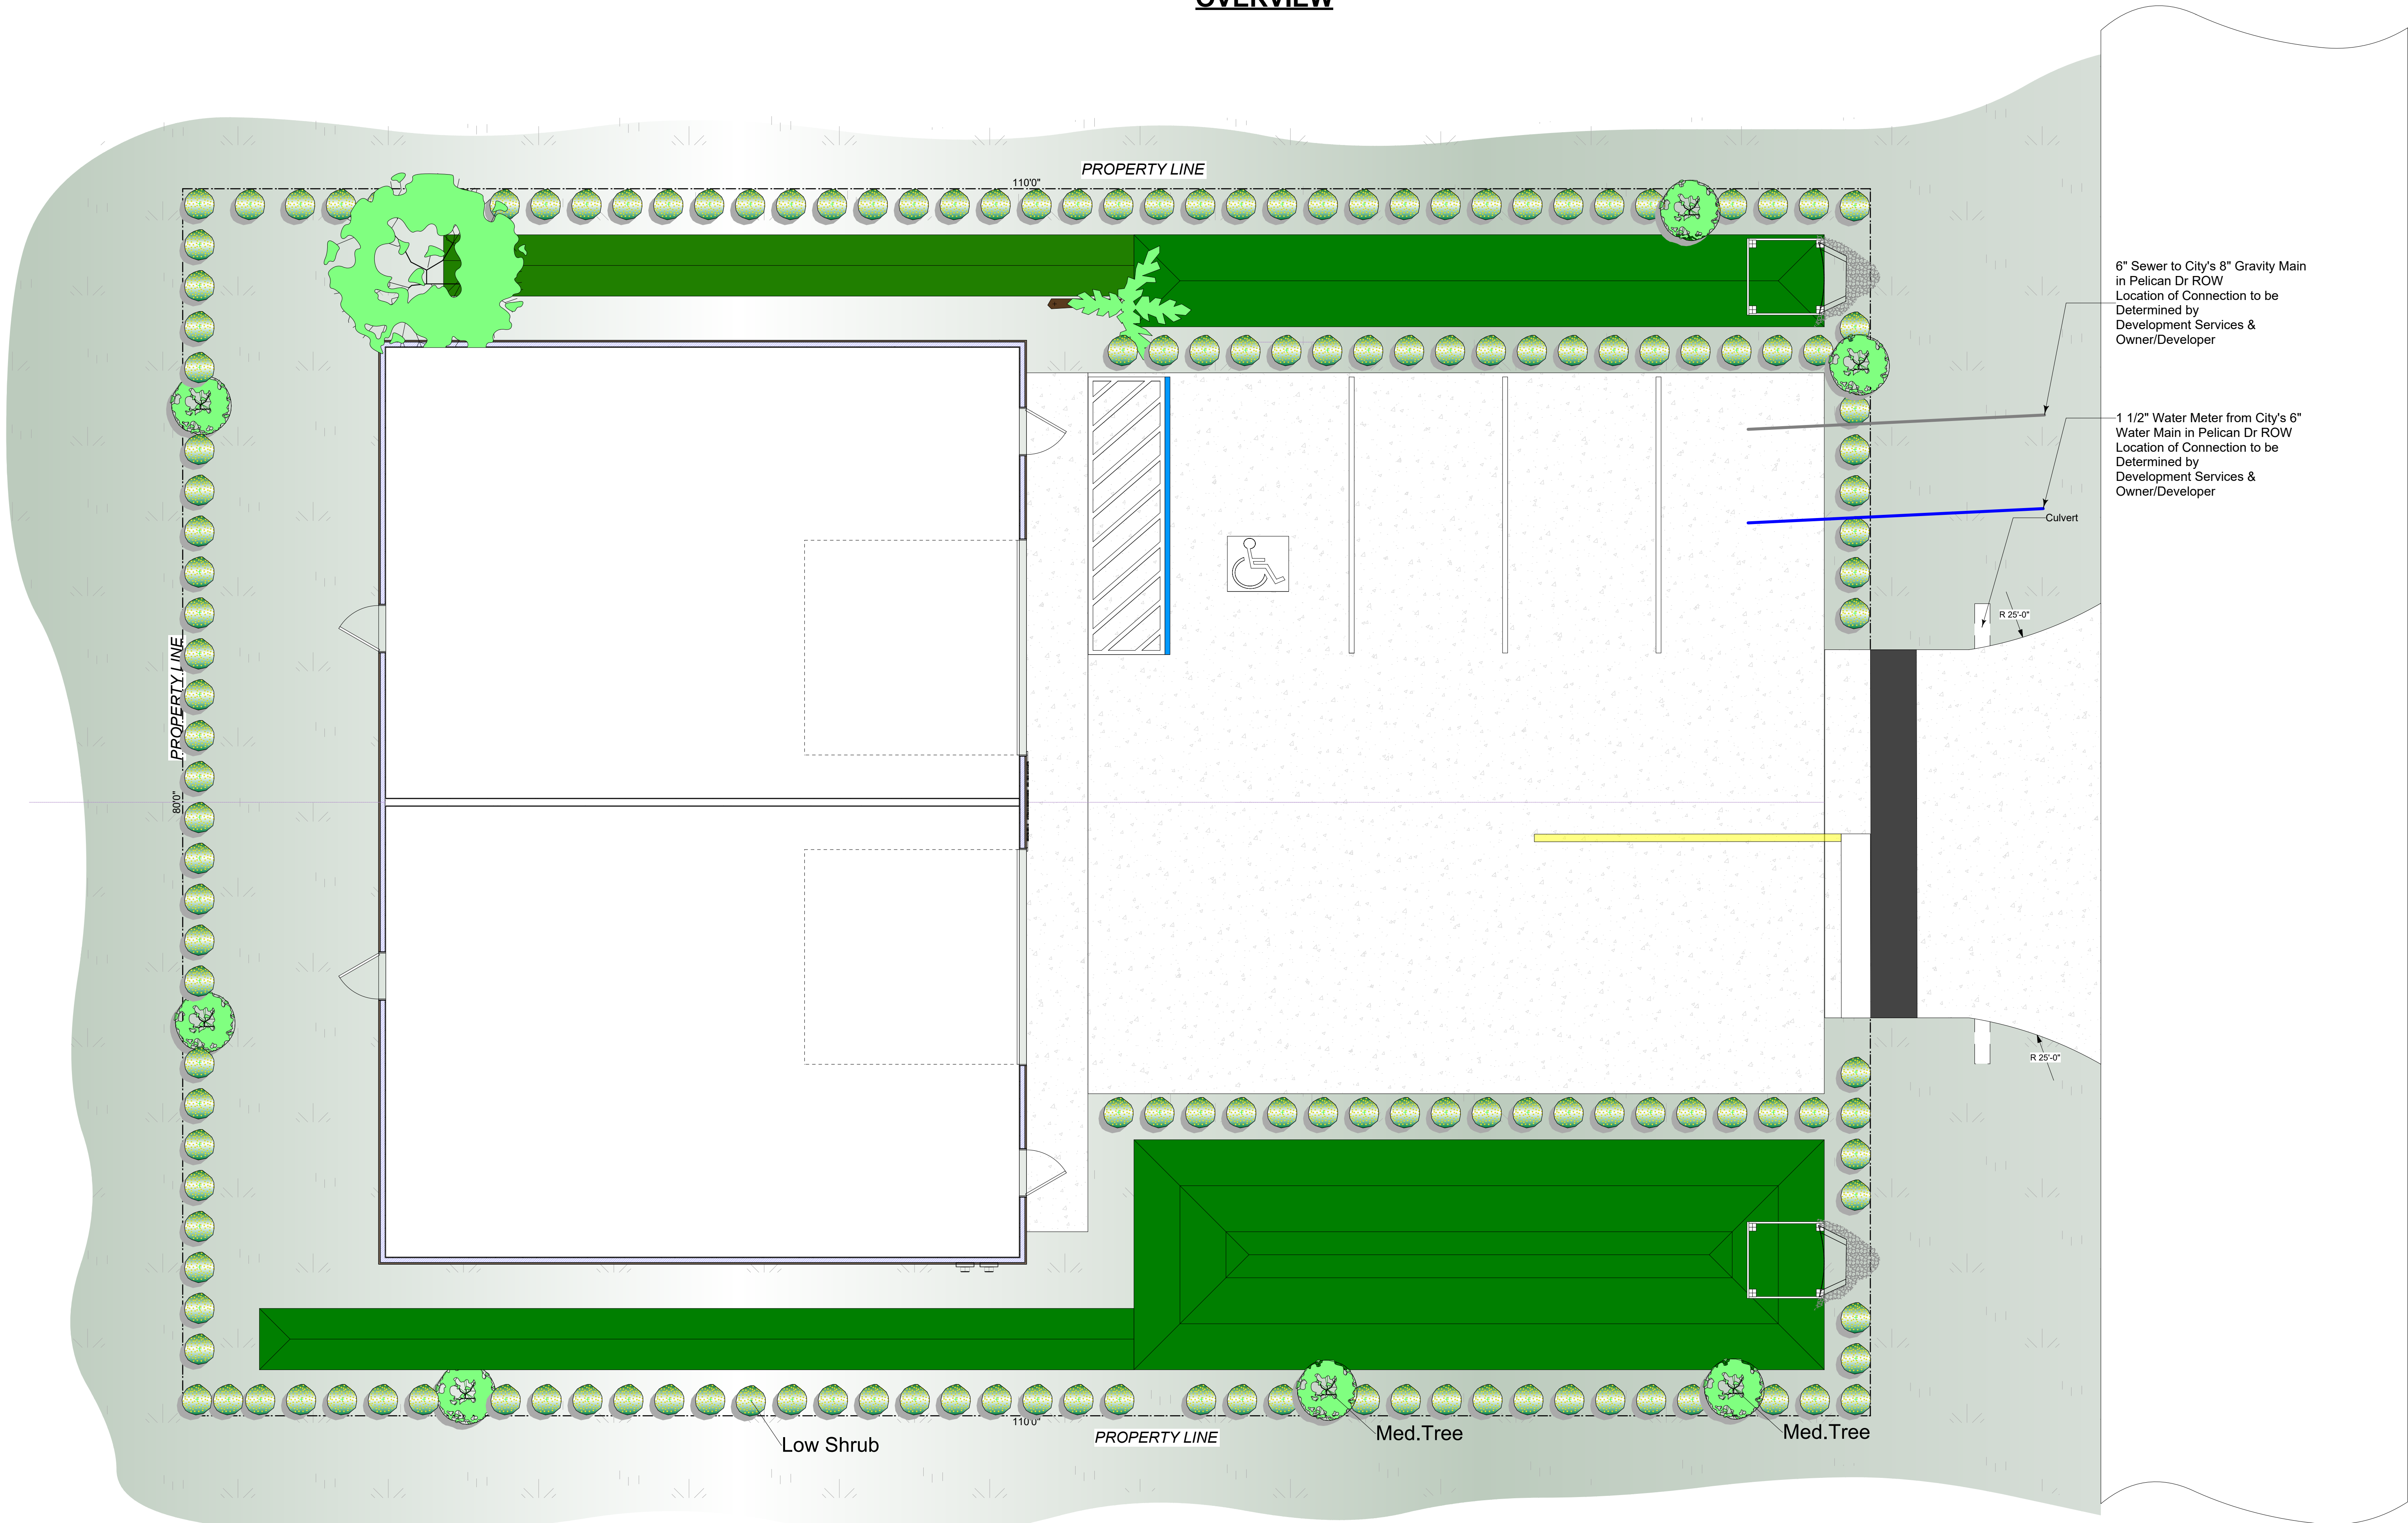 OVERVIEW
PROPERTY LINE
110'0"
6" Sewer to City's 8" Gravity Main
in Pelican Dr ROW
Location of Connection to be
Determined by
Development Services &
Owner/Developer
1 1/2" Water Meter from City's 6"
Water Main in Pelican Dr ROW
Location of Connection to be
Determined by
Development Services &
Owner/Developer
Culvert
R 25'-0"
PROPERTY LINE
80'0"
R 25'-0"
110'0"
PROPERTY LINE
Low Shrub
Med.Tree
Med.Tree